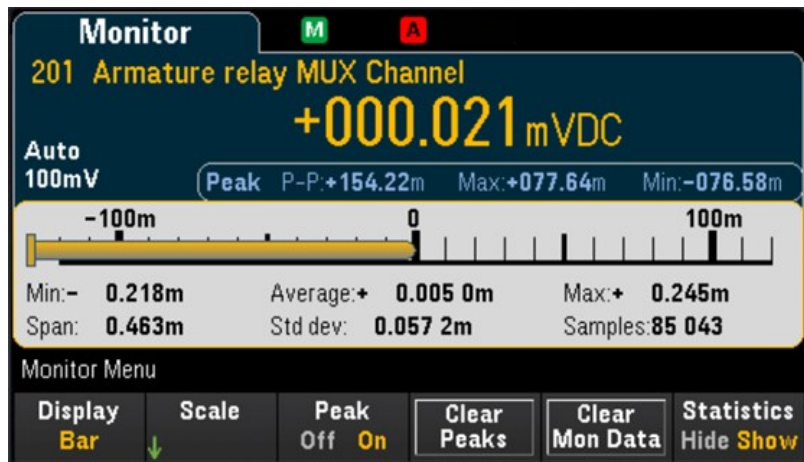 Monitor M A
201 Armature relay MUX Channel
+000.021 mVDC
Auto
100mV
Peak P-P:+154.22m Max:+077.64m Min:-076.58m
-100m 0 100m
Min:- 0.218m Average:+ 0.005 0m Max:+ 0.245m
Span: 0.463m Std dev: 0.057 2m Samples:85 043
Monitor Menu
Display Scale Peak Clear Clear Statistics
Bar Off On Peaks Mon Data Hide Show